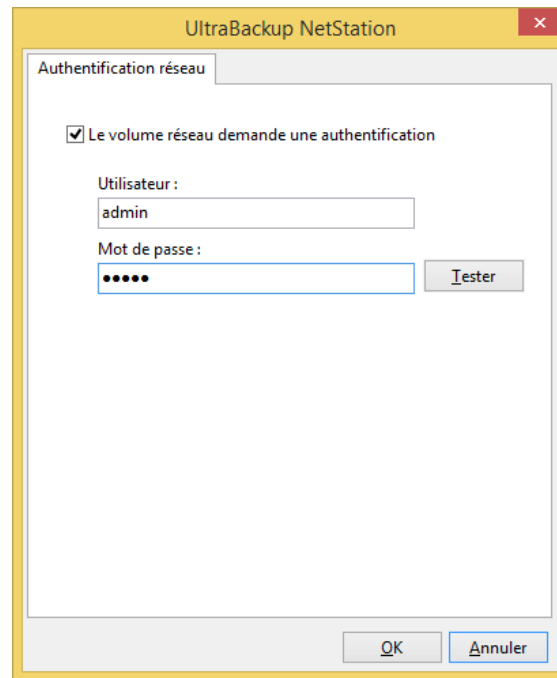 UltraBackup NetStation
Authentification réseau
Le volume réseau demande une authentification
Utilisateur :
admin
Mot de passe :
•••••
Tester
OK
Annuler